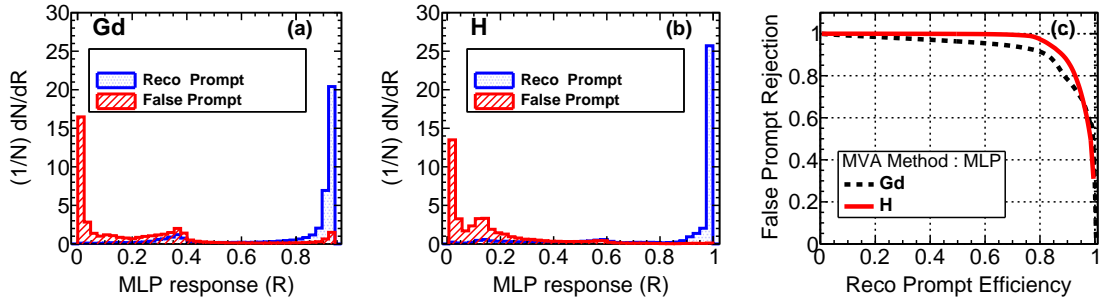 Gd (a)
(1/N) dN/dR
30
25
20
15
10
5
0
Reco Prompt
False Prompt
0 0.2 0.4 0.6 0.8 1
MLP response (R)
H (b)
(1/N) dN/dR
30
25
20
15
10
5
0
Reco Prompt
False Prompt
0 0.2 0.4 0.6 0.8 1
MLP response (R)
(c)
False Prompt Rejection
1
0.8
0.6
0.4
0.2
0
MVA Method : MLP
Gd
H
0 0.2 0.4 0.6 0.8 1
Reco Prompt Efficiency